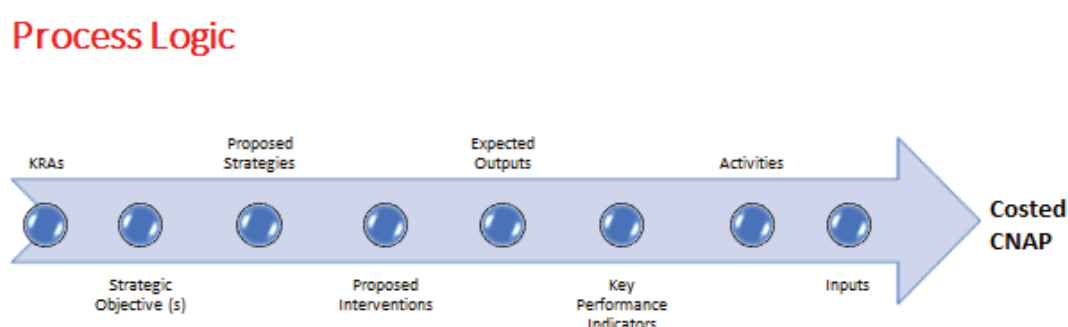 Process Logic
KRAs
Strategic
Objective (s)
Proposed
Strategies
Proposed
Interventions
Expected
Outputs
Key
Performance
Indicators
Activities
Inputs
Costed
CNAP